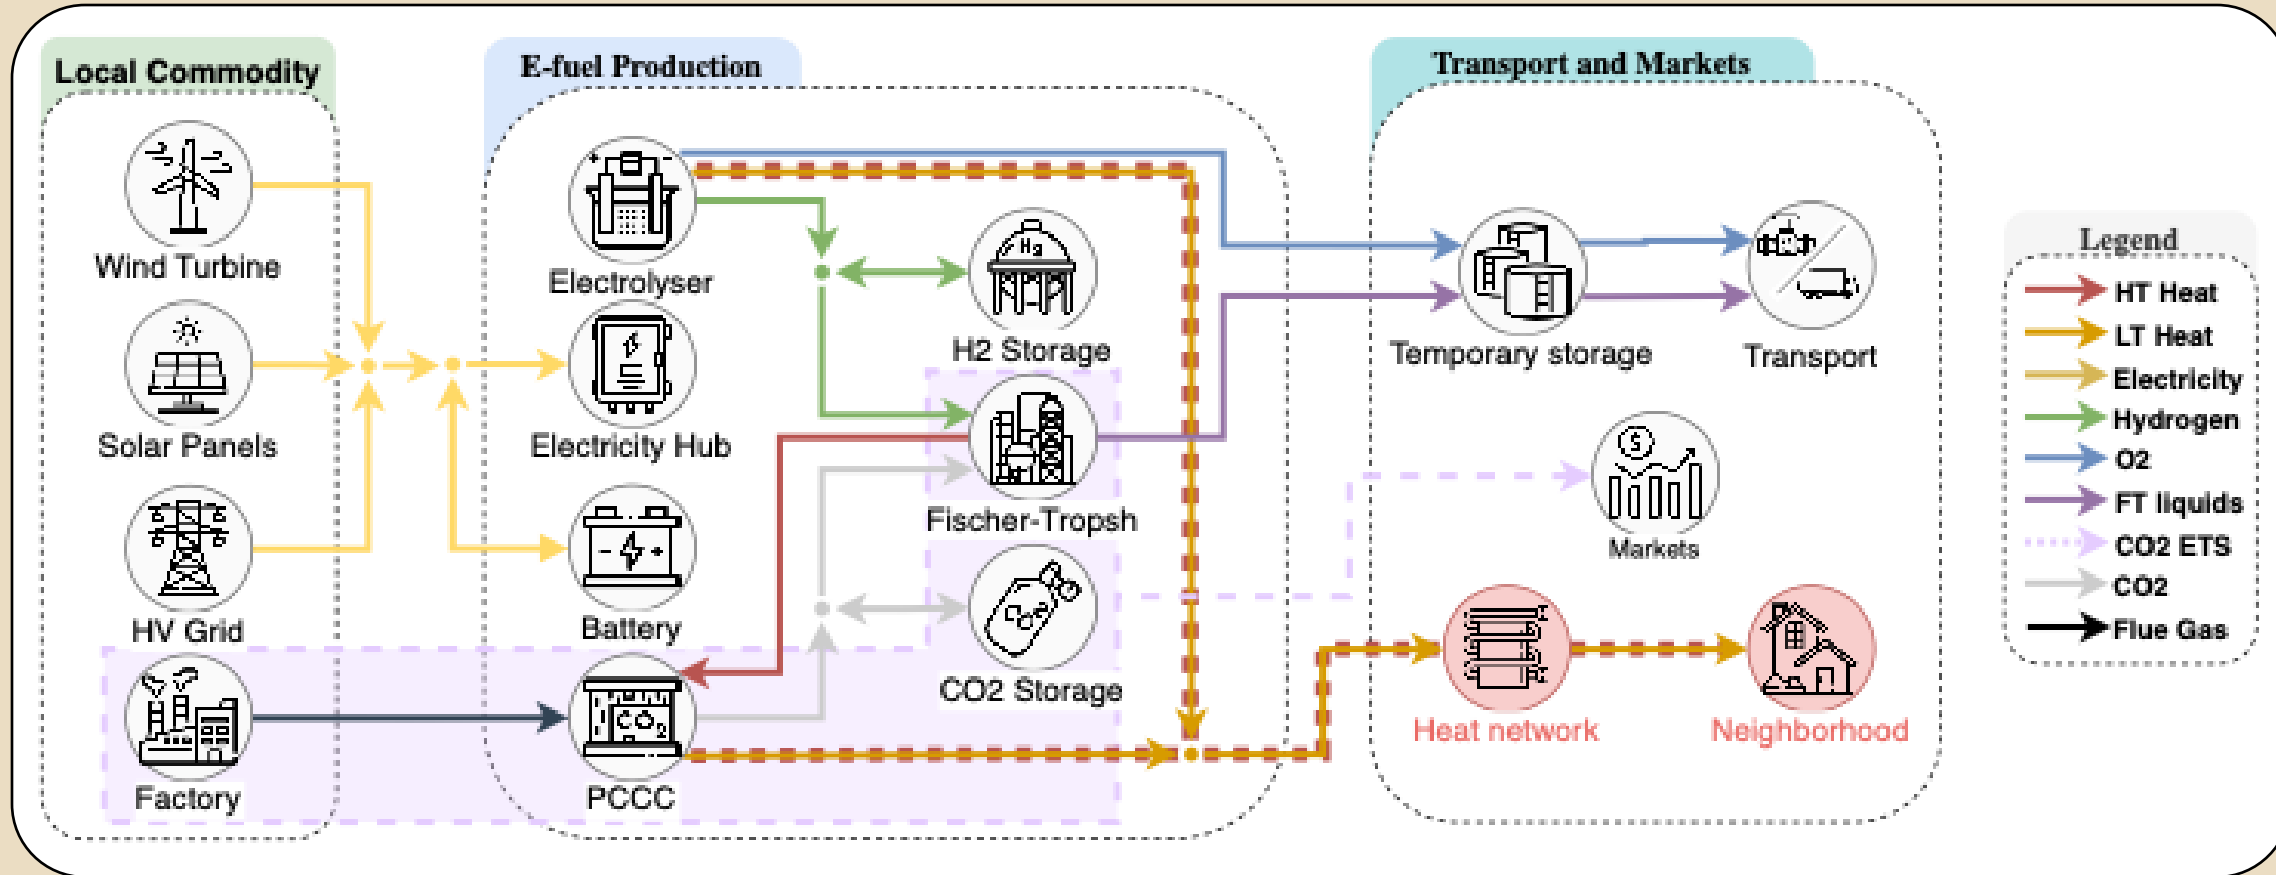 Local Commodity
Wind Turbine
Solar Panels
HV Grid
Factory
E-fuel Production
Electrolyser
H2
H2 Storage
Electricity Hub
Fischer-Tropsh
Battery
CO2
CO2 Storage
CO2
PCCC
Transport and Markets
Temporary storage
Transport
$
Markets
Heat network
Neighborhood
Legend
HT Heat
LT Heat
Electricity
Hydrogen
O2
FT liquids
CO2 ETS
CO2
Flue Gas